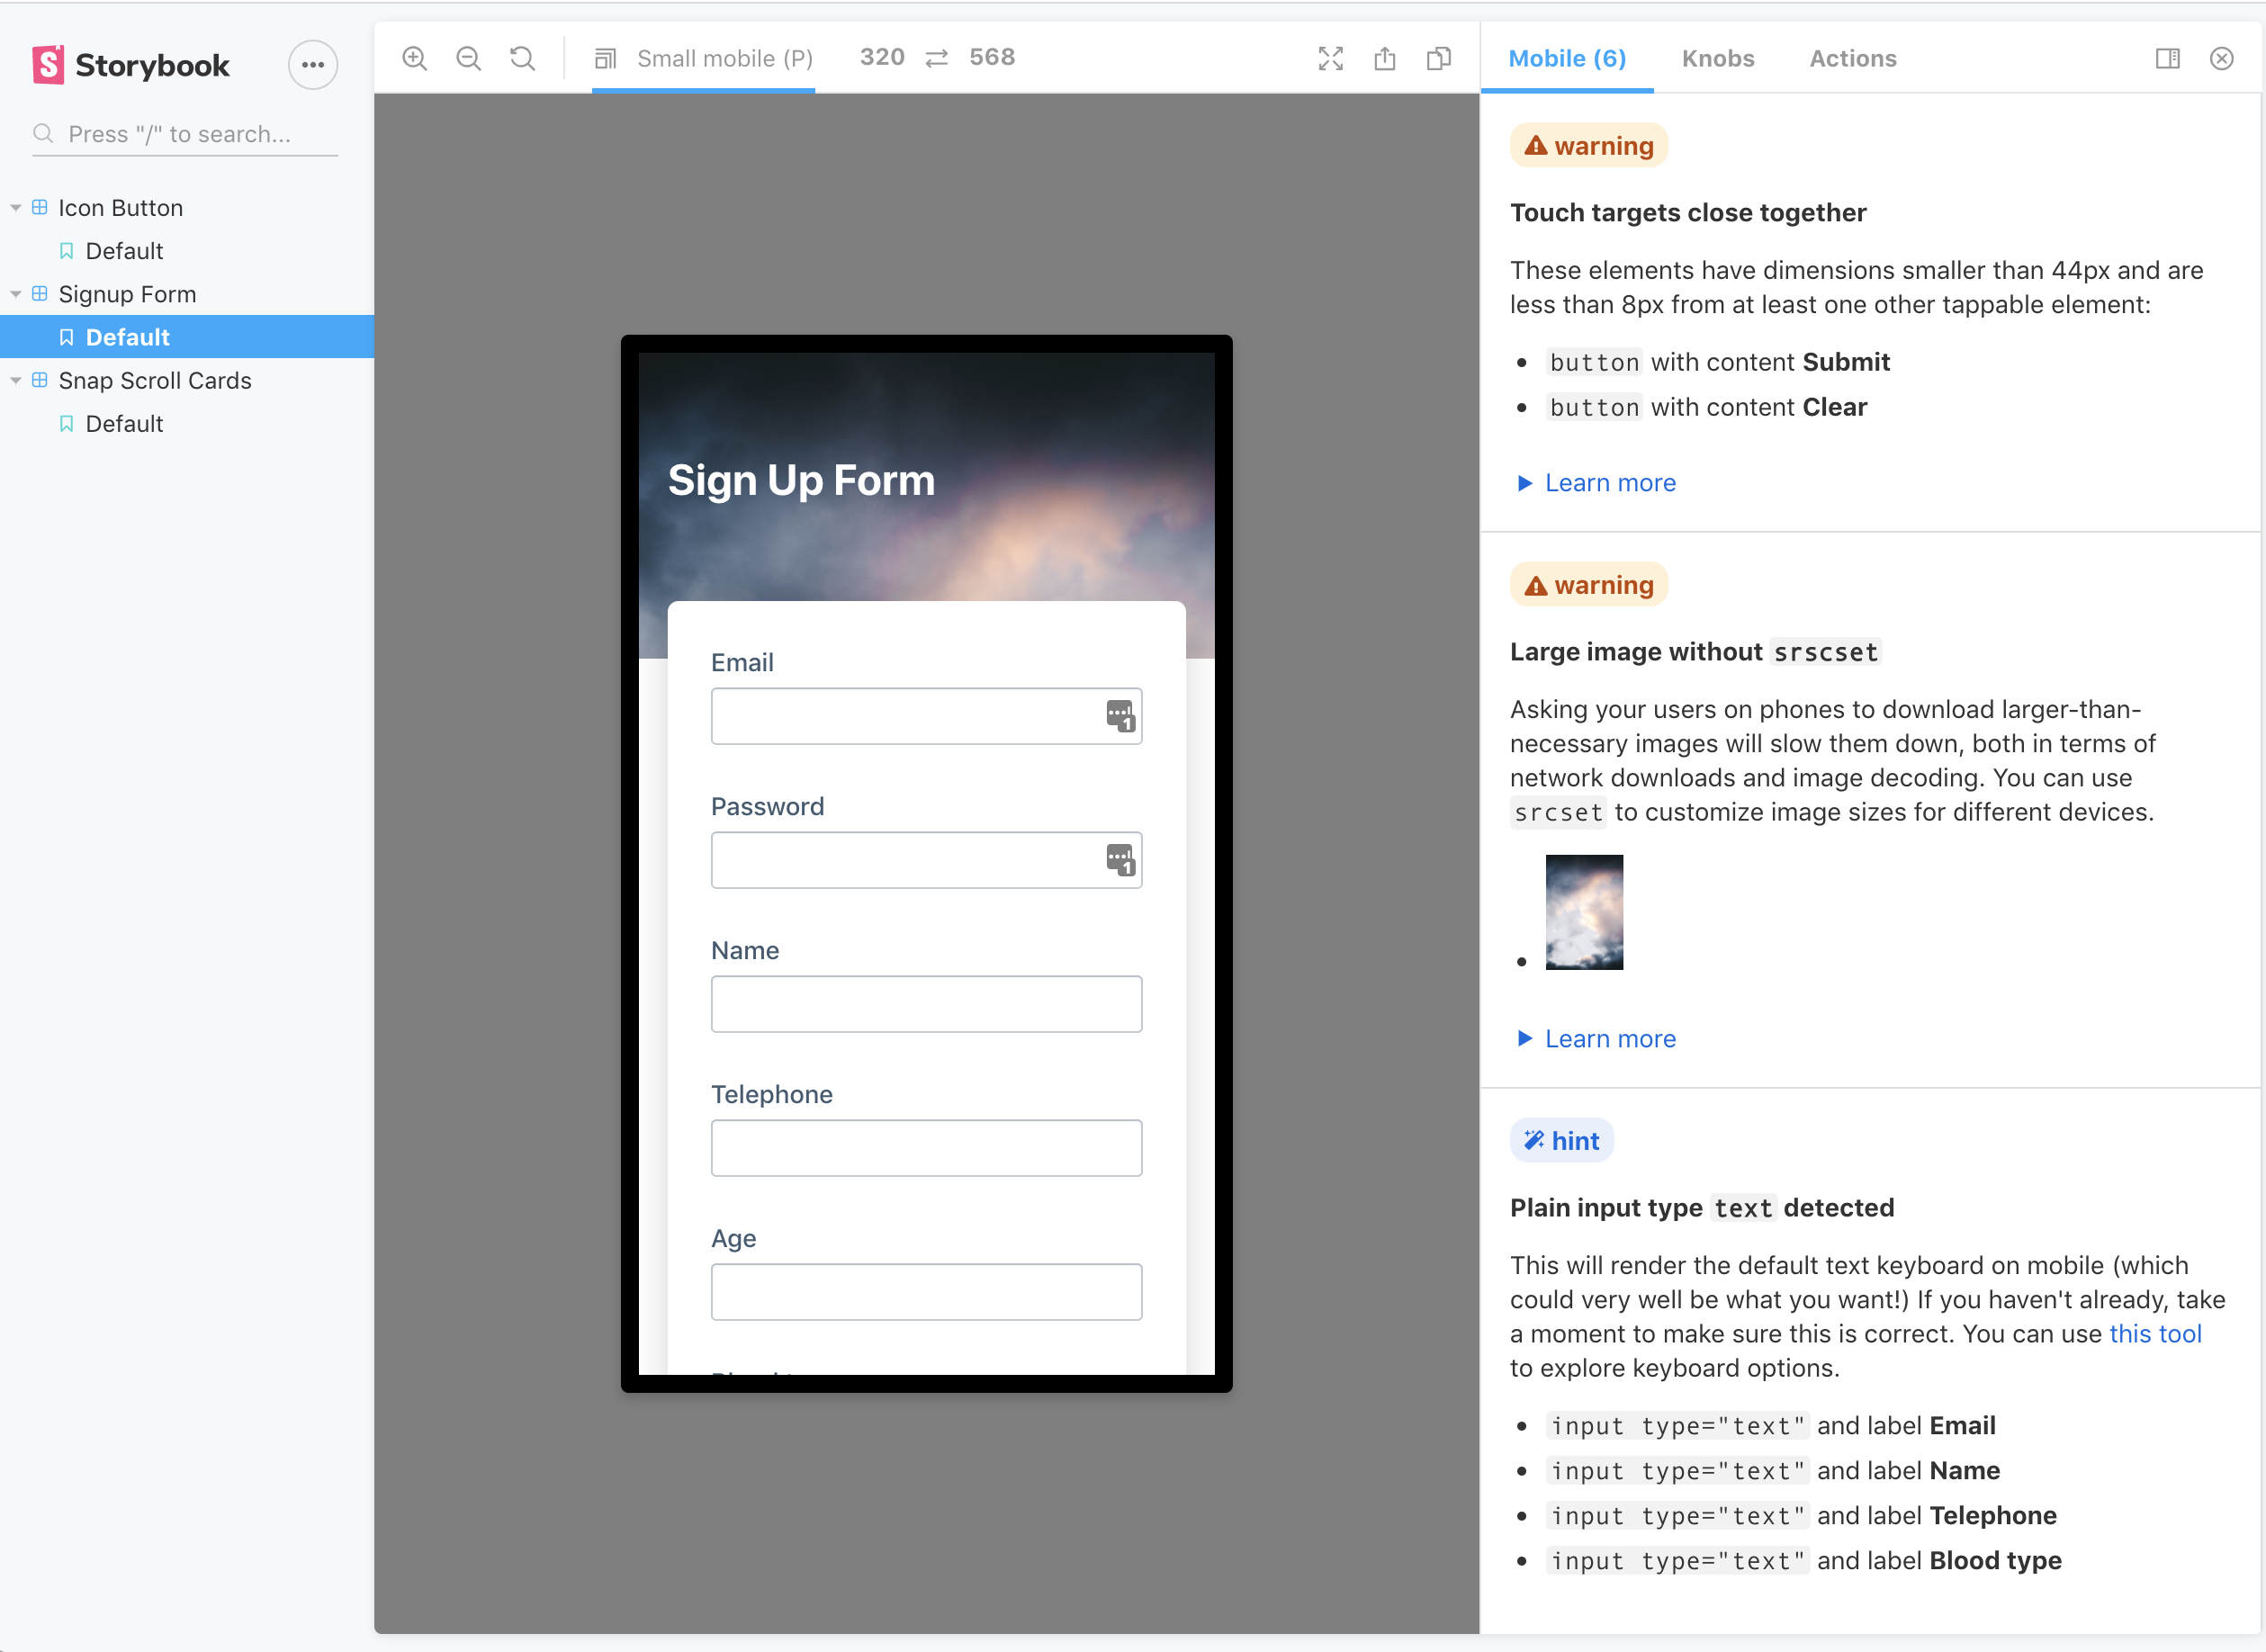 Storybook
Press "/" to search...
Icon Button
Default
Signup Form
Default
Snap Scroll Cards
Default
Small mobile (P)
320
568
Sign Up Form
Email
1
Password
1
Name
Telephone
Age
Mobile (6)
Knobs
Actions
warning
Touch targets close together
These elements have dimensions smaller than 44px and are
less than 8px from at least one other tappable element:
button with content Submit
button with content Clear
Learn more
warning
Large image without srscset
Asking your users on phones to download larger-than-
necessary images will slow them down, both in terms of
network downloads and image decoding. You can use
srcset to customize image sizes for different devices.
Learn more
hint
Plain input type text detected
This will render the default text keyboard on mobile (which
could very well be what you want!) If you haven't already, take
a moment to make sure this is correct. You can use this tool
to explore keyboard options.
input type="text" and label Email
input type="text" and label Name
input type="text" and label Telephone
input type="text" and label Blood type